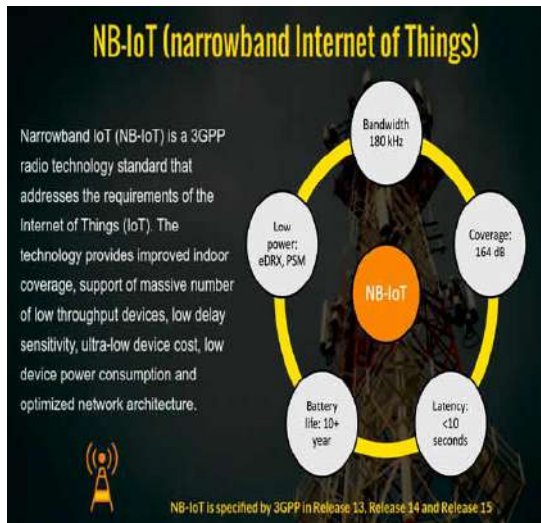 NB-IoT (narrowband Internet of Things)
Narrowband IoT (NB-IoT) is a 3GPP
radio technology standard that
addresses the requirements of the
Internet of Things (IoT). The
technology provides improved indoor
coverage, support of massive number
of low throughput devices, low delay
sensitivity, ultra-low device cost, low
device power consumption and
optimized network architecture.
Bandwidth
180 kHz
Coverage:
164 dB
Latency:
<10
seconds
Battery
life: 10+
year
Low
power:
eDRX, PSM
NB-IoT
NB-IoT is specified by 3GPP in Release 13, Release 14 and Release 15